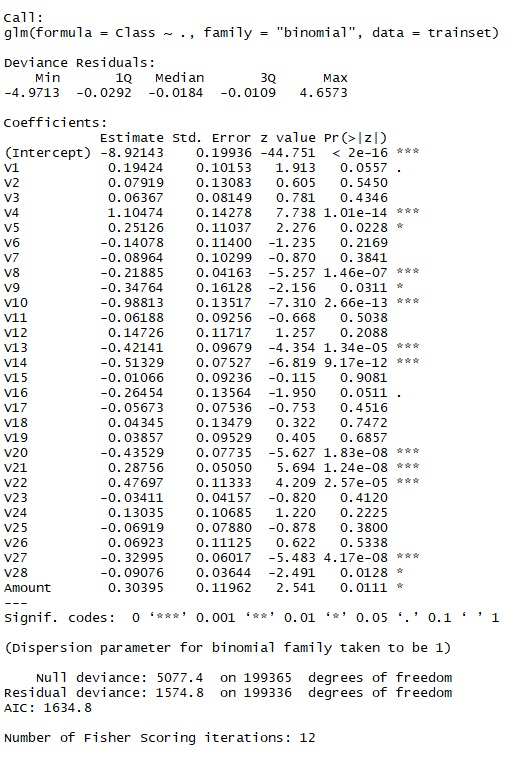 Call:
glm(formula = Class ~ ., family = "binomial", data = trainset)

Deviance Residuals:
    Min       1Q   Median       3Q      Max
-4.9713  -0.0292  -0.0184  -0.0109   4.6573

Coefficients:
            Estimate Std. Error z value Pr(>|z|)
(Intercept) -8.92143    0.19936 -44.751  < 2e-16 ***
V1           0.19424    0.10153   1.913   0.0557 .
V2           0.07919    0.13083   0.605   0.5450
V3           0.06367    0.08149   0.781   0.4346
V4           1.10474    0.14278   7.738 1.01e-14 ***
V5           0.25126    0.11037   2.276   0.0228 *
V6          -0.14078    0.11400  -1.235   0.2169
V7          -0.08964    0.10299  -0.870   0.3841
V8          -0.21885    0.04163  -5.257 1.46e-07 ***
V9          -0.34764    0.16128  -2.156   0.0311 *
V10         -0.98813    0.13517  -7.310 2.66e-13 ***
V11         -0.06188    0.09256  -0.668   0.5038
V12          0.14726    0.11717   1.257   0.2088
V13         -0.42141    0.09679  -4.354 1.34e-05 ***
V14         -0.51329    0.07527  -6.819 9.17e-12 ***
V15         -0.01066    0.09236  -0.115   0.9081
V16         -0.26454    0.13564  -1.950   0.0511 .
V17         -0.05673    0.07536  -0.753   0.4516
V18          0.04345    0.13479   0.322   0.7472
V19          0.03857    0.09529   0.405   0.6857
V20         -0.43529    0.07735  -5.627 1.83e-08 ***
V21          0.28756    0.05050   5.694 1.24e-08 ***
V22          0.47697    0.11333   4.209 2.57e-05 ***
V23         -0.03411    0.04157  -0.820   0.4120
V24          0.13035    0.10685   1.220   0.2225
V25         -0.06919    0.07880  -0.878   0.3800
V26          0.06923    0.11125   0.622   0.5338
V27         -0.32995    0.06017  -5.483 4.17e-08 ***
V28         -0.09076    0.03644  -2.491   0.0128 *
Amount       0.30395    0.11962   2.541   0.0111 *
---
Signif. codes:  0 ‘***’ 0.001 ‘**’ 0.01 ‘*’ 0.05 ‘.’ 0.1 ‘ ’ 1

(Dispersion parameter for binomial family taken to be 1)

    Null deviance: 5077.4  on 199365  degrees of freedom
Residual deviance: 1574.8  on 199336  degrees of freedom
AIC: 1634.8

Number of Fisher Scoring iterations: 12